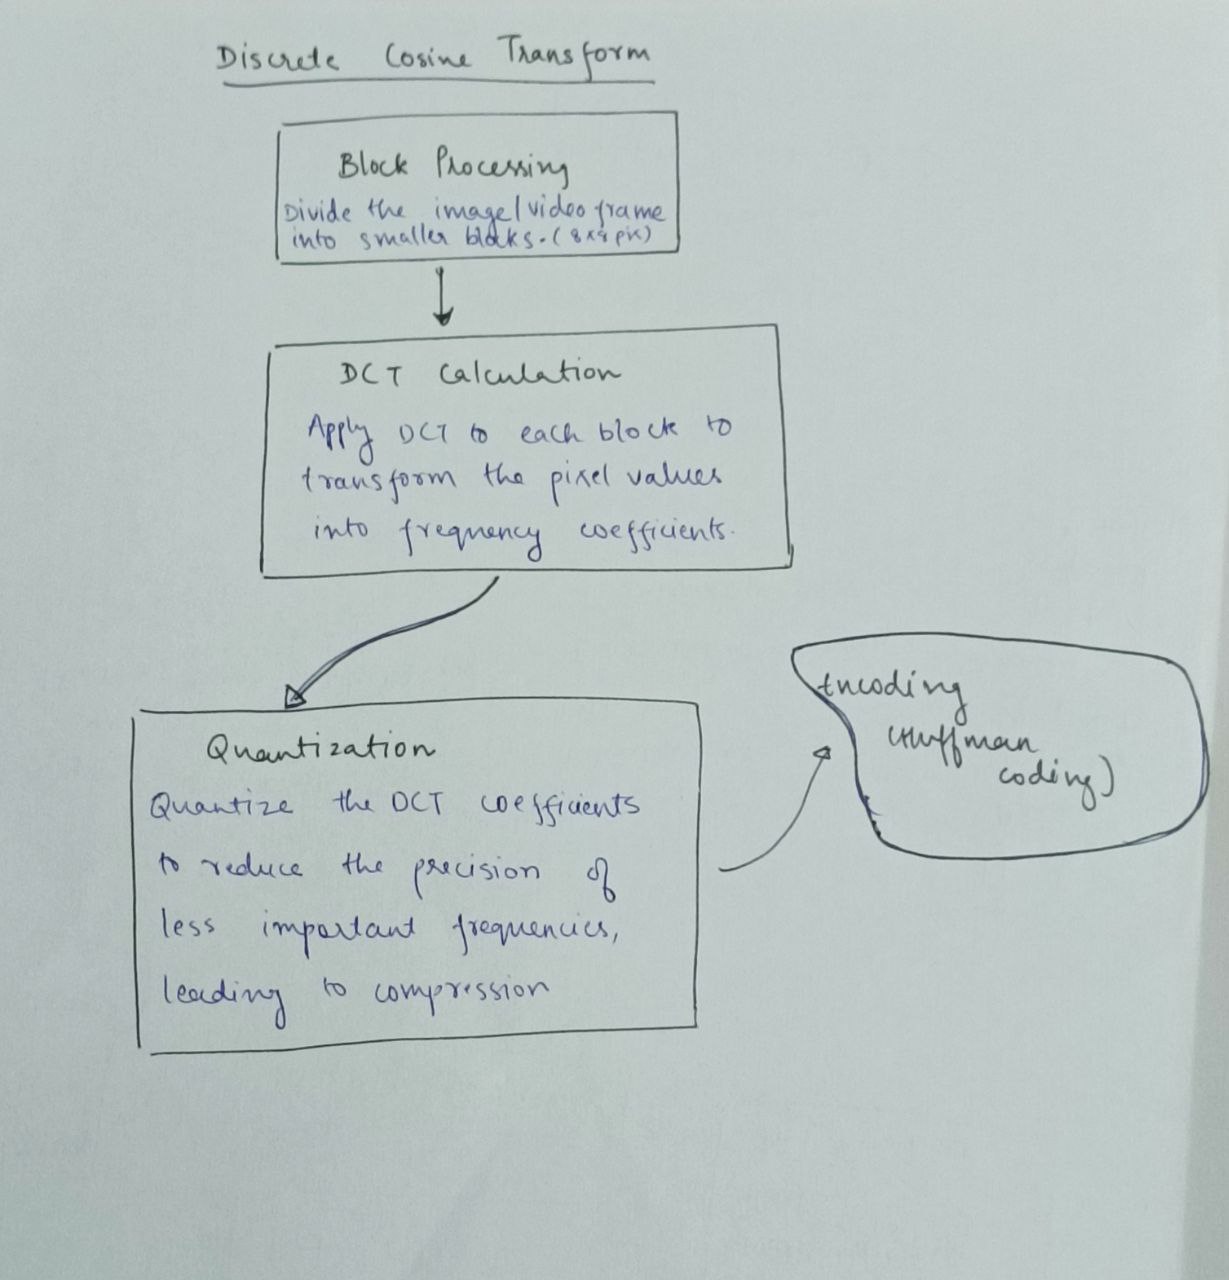 Discrete Cosine Transform
Block Processing
Divide the image/video frame
into smaller blocks. (8x8 pix)
DCT Calculation
Apply DCT to each block to
transform the pixel values
into frequency coefficients.
Quantization
Quantize the DCT coefficients
to reduce the precision of
less important frequencies,
leading to compression
Encoding
(Huffman
coding)